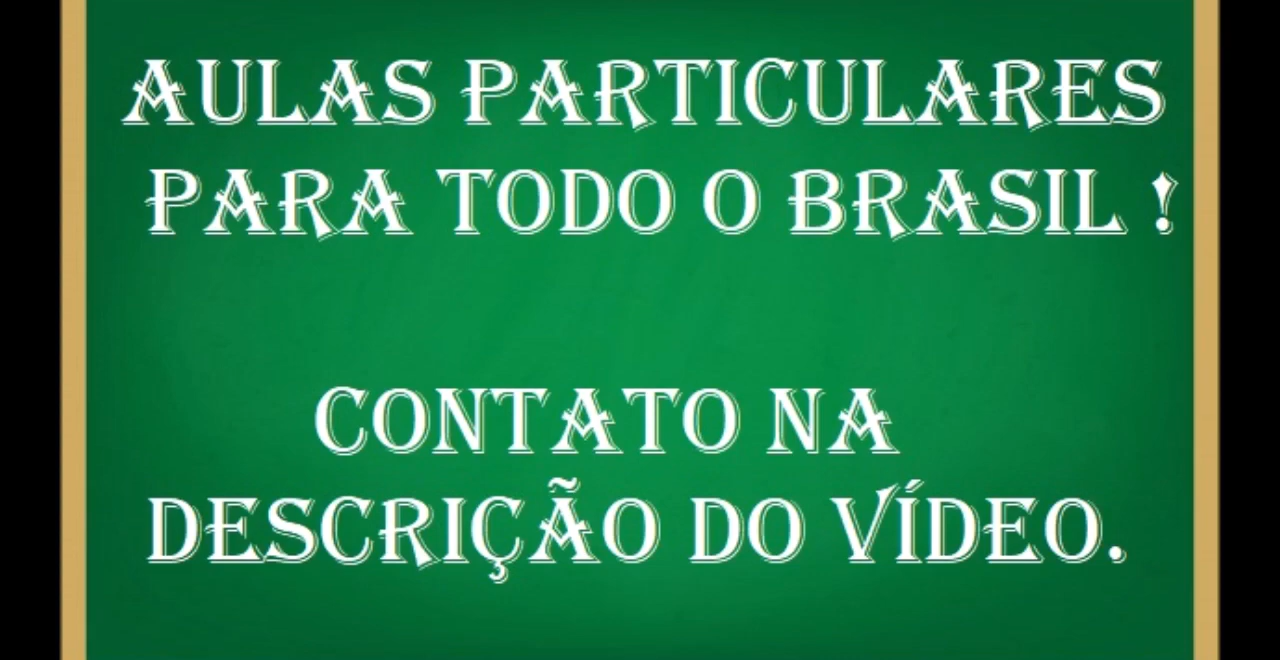 AULAS PARTICULARES
PARA TODO O BRASIL !
CONTATO NA
DESCRIÇÃO DO VÍDEO.